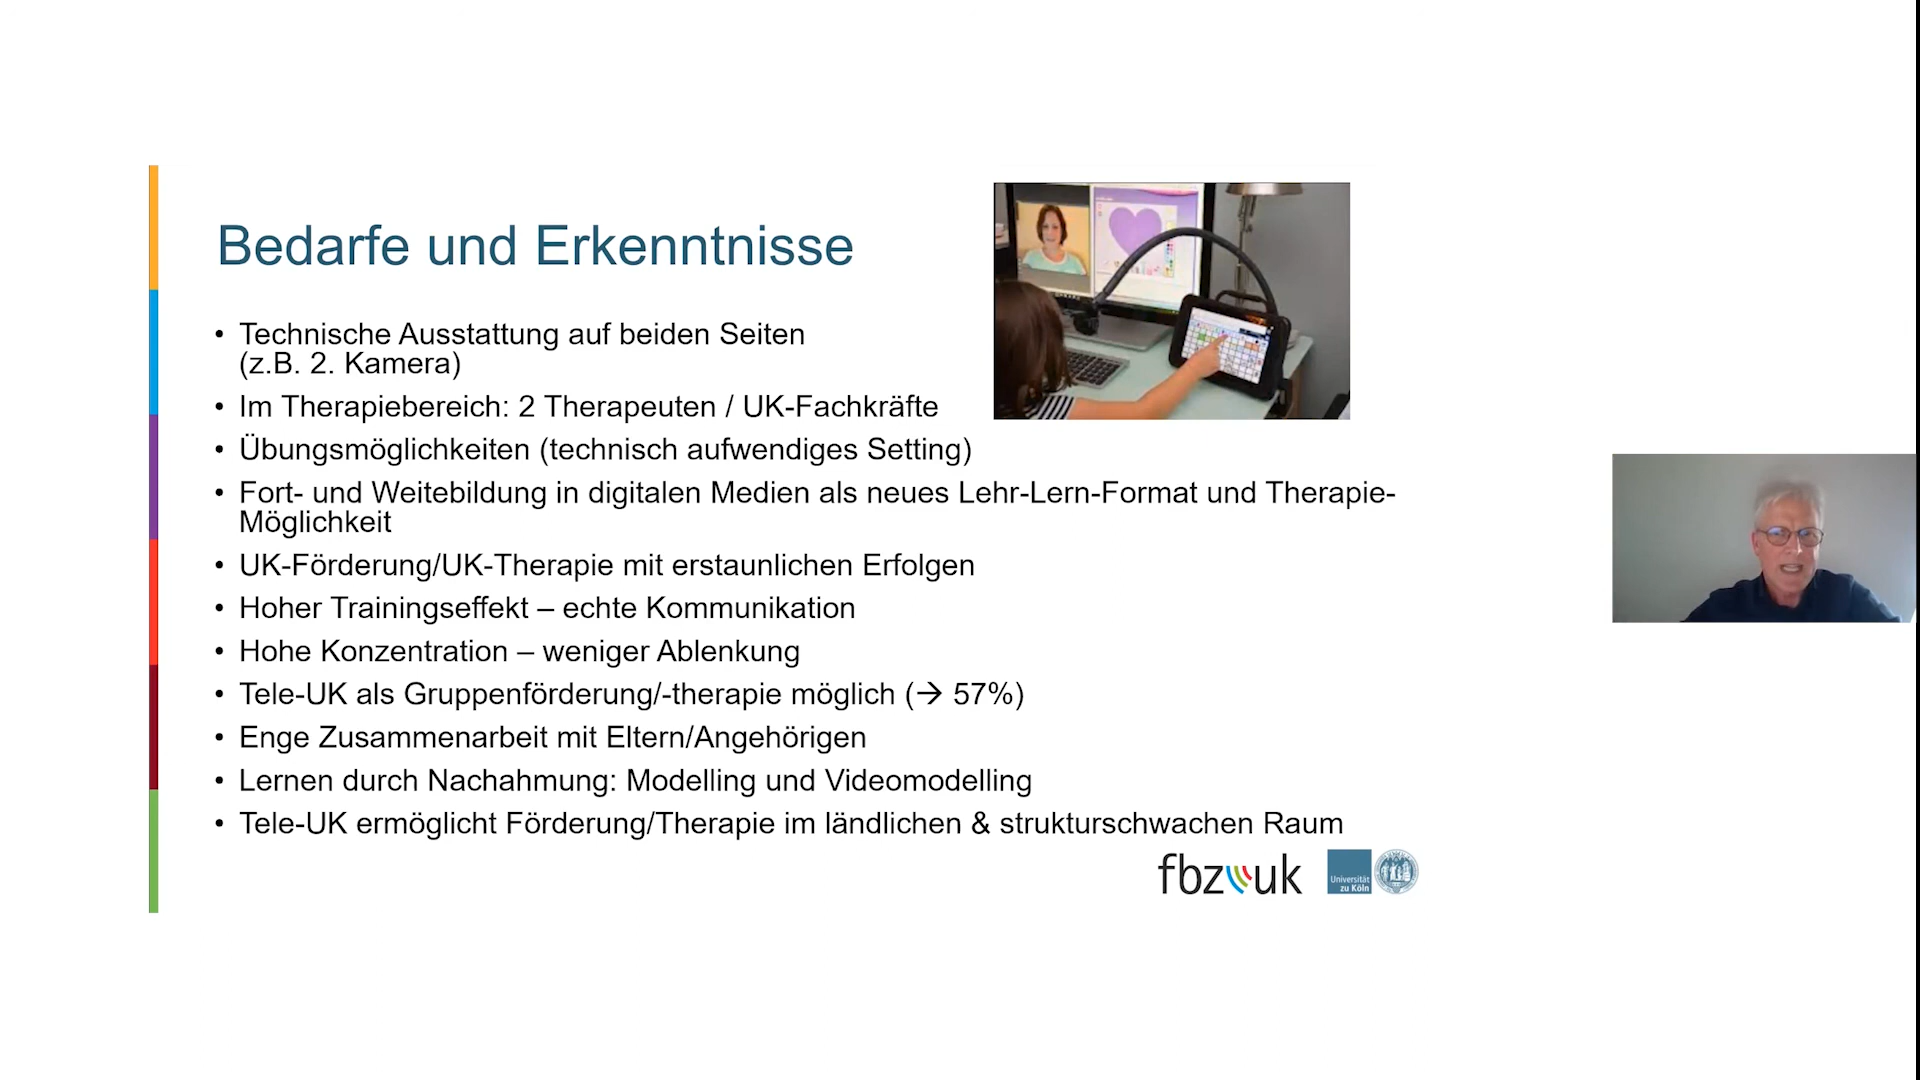 Bedarfe und Erkenntnisse
• Technische Ausstattung auf beiden Seiten
(z.B. 2. Kamera)
• Im Therapiebereich: 2 Therapeuten / UK-Fachkräfte
• Übungsmöglichkeiten (technisch aufwendiges Setting)
• Fort- und Weitebildung in digitalen Medien als neues Lehr-Lern-Format und Therapie-
Möglichkeit
• UK-Förderung/UK-Therapie mit erstaunlichen Erfolgen
• Hoher Trainingseffekt – echte Kommunikation
• Hohe Konzentration – weniger Ablenkung
• Tele-UK als Gruppenförderung/-therapie möglich (→ 57%)
• Enge Zusammenarbeit mit Eltern/Angehörigen
• Lernen durch Nachahmung: Modelling und Videomodelling
• Tele-UK ermöglicht Förderung/Therapie im ländlichen & strukturschwachen Raum
fbz uk
Universität
zu Köln